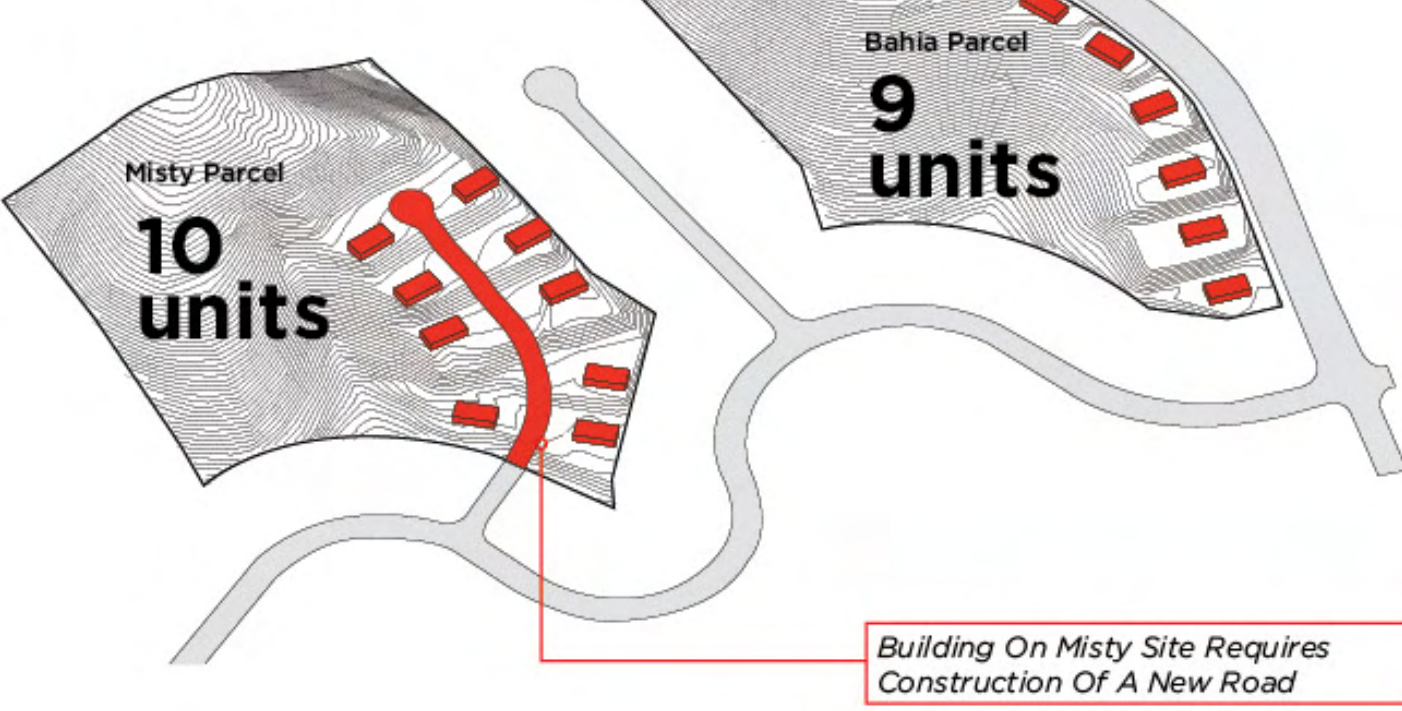 Bahia Parcel
9
units
Misty Parcel
10
units
Building On Misty Site Requires
Construction Of A New Road